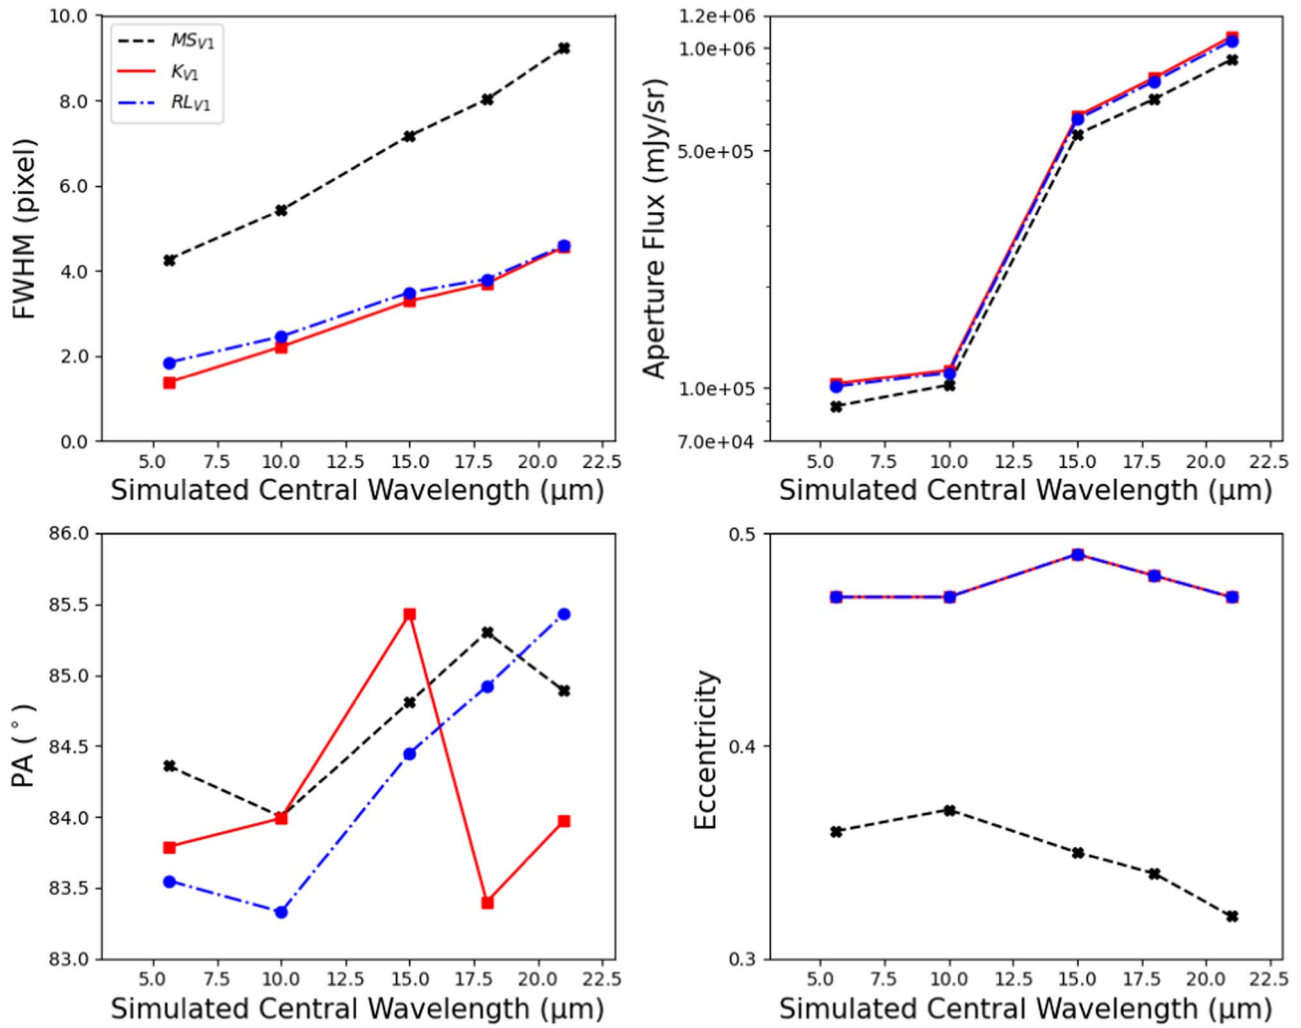 10.0
8.0
6.0
4.0
2.0
0.0
FWHM (pixel)
MS_{V1}
K_{V1}
RL_{V1}
5.0 7.5 10.0 12.5 15.0 17.5 20.0 22.5
Simulated Central Wavelength (μm)
1.2e+06
1.0e+06
5.0e+05
1.0e+05
7.0e+04
Aperture Flux (mJy/sr)
5.0 7.5 10.0 12.5 15.0 17.5 20.0 22.5
Simulated Central Wavelength (μm)
86.0
85.5
85.0
84.5
84.0
83.5
83.0
PA (°)
5.0 7.5 10.0 12.5 15.0 17.5 20.0 22.5
Simulated Central Wavelength (μm)
0.5
0.4
0.3
Eccentricity
5.0 7.5 10.0 12.5 15.0 17.5 20.0 22.5
Simulated Central Wavelength (μm)